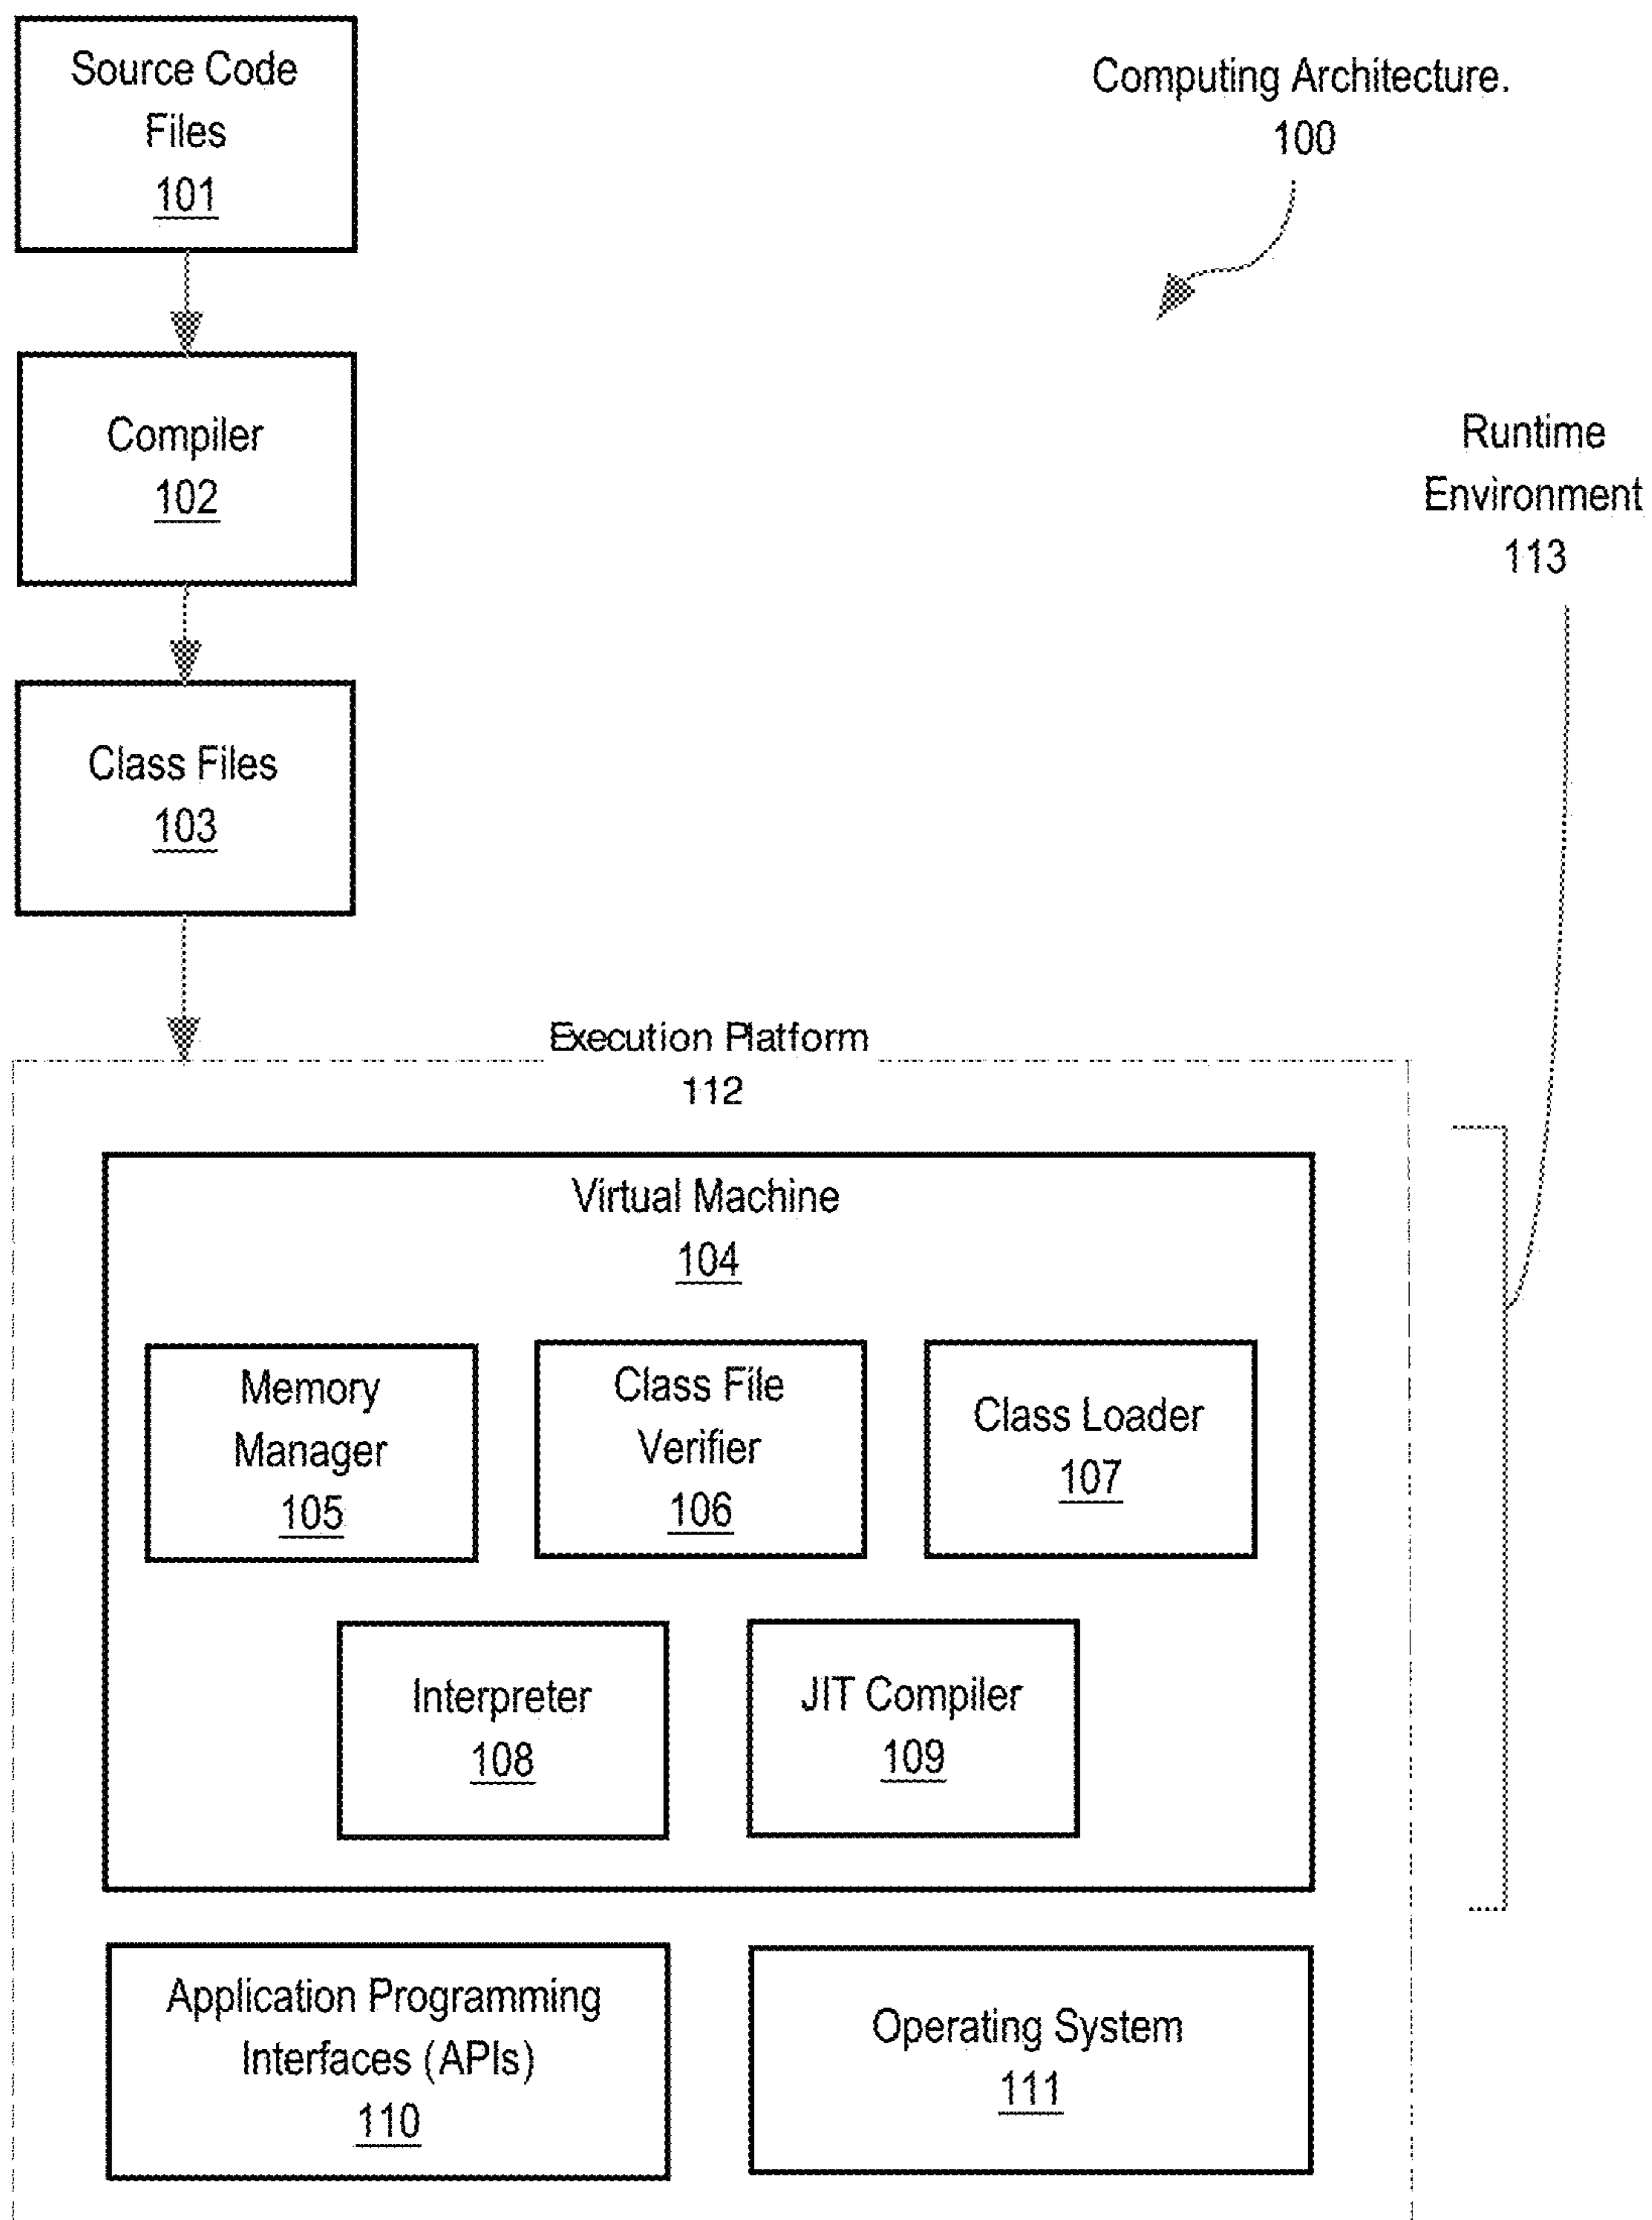 Source Code
Files
101
Computing Architecture.
100
Compiler
102
Runtime
Environment
113
Class Files
103
Execution Platform
112
Virtual Machine
104
Memory
Manager
105
Class File
Verifier
106
Class Loader
107
Interpreter
108
JIT Compiler
109
Application Programming
Interfaces (APIs)
110
Operating System
111